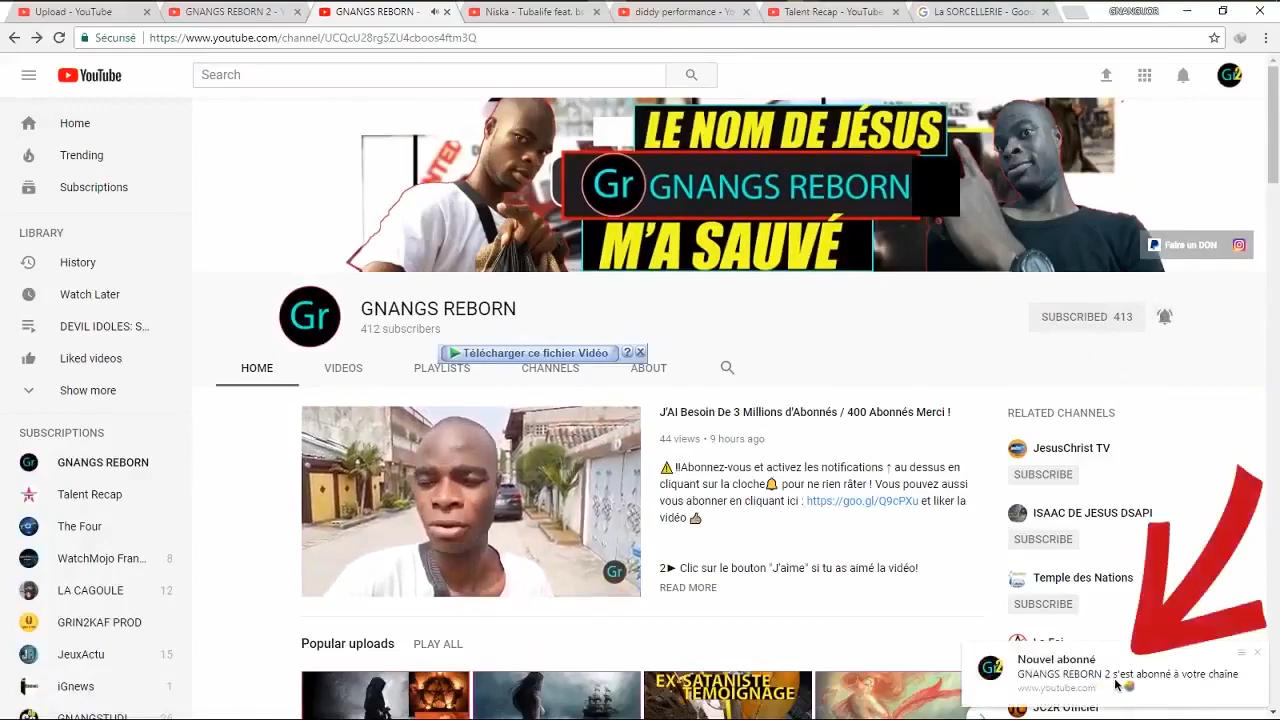 Upload - YouTube
GNANGS REBORN 2 - Y
GNANGS REBORN -
Niska - Tubalife feat. b
diddy performance - Yo
Talent Recap - YouTube
La SORCELLERIE - Goo
GNANGUOR
Sécurisé
https://www.youtube.com/channel/UCQcU28rg5ZU4cboos4ftm3Q
YouTube
Search
Gr2
Home
Trending
Subscriptions
LIBRARY
History
Watch Later
DEVIL IDOLES: S...
Liked videos
Show more
SUBSCRIPTIONS
GNANGS REBORN
Talent Recap
The Four
WatchMojo Fran... 8
LA CAGOULE 12
GRIN2KAF PROD
JeuxActu 15
iGnews 1
LE NOM DE JÉSUS
Gr GNANGS REBORN
M'A SAUVÉ
Faire un DON
Gr
GNANGS REBORN
412 subscribers
SUBSCRIBED 413
Télécharger ce fichier Vidéo ? X
HOME
VIDEOS
PLAYLISTS
CHANNELS
ABOUT
J'AI Besoin De 3 Millions d'Abonnés / 400 Abonnés Merci !
44 views • 9 hours ago
⚠!!Abonnez-vous et activez les notifications ↑ au dessus en
cliquant sur la cloche🔔 pour ne rien râter ! Vous pouvez aussi
vous abonner en cliquant ici : https://goo.gl/Q9cPXu et liker la
vidéo 👍
2► Clic sur le bouton "J'aime" si tu as aimé la vidéo!
READ MORE
Gr
Popular uploads
PLAY ALL
EX-SATANISTE
TÉMOIGNAGE
RELATED CHANNELS
JesusChrist TV
SUBSCRIBE
ISAAC DE JESUS DSAPI
SUBSCRIBE
Temple des Nations
SUBSCRIBE
La Foi
Nouvel abonné
GNANGS REBORN 2 s'est abonné à votre chaîne
www.youtube.com
JC2R Officiel